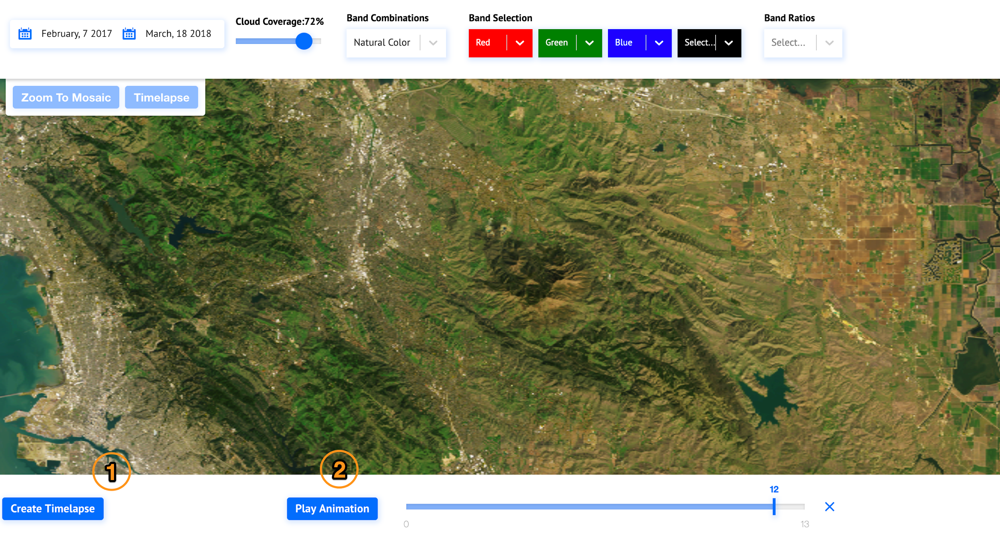 February, 7 2017
March, 18 2018
Cloud Coverage:72%
Band Combinations
Natural Color
Band Selection
Red
Green
Blue
Select...
Band Ratios
Select...
Zoom To Mosaic
Timelapse
1
2
Create Timelapse
Play Animation
12
0
13